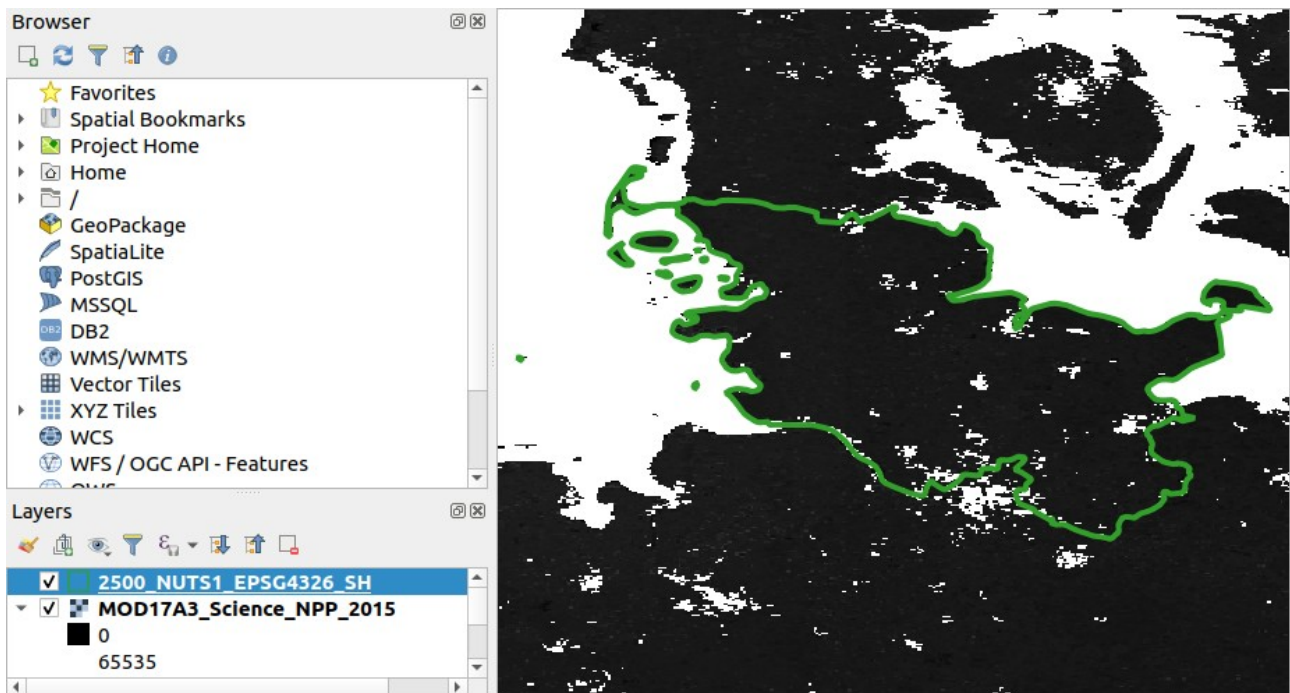 Browser
Favorites
Spatial Bookmarks
Project Home
Home
/
GeoPackage
SpatiaLite
PostGIS
MSSQL
DB2
DB2
WMS/WMTS
Vector Tiles
XYZ Tiles
WCS
WFS / OGC API - Features
Layers
2500_NUTS1_EPSG4326_SH
MOD17A3_Science_NPP_2015
0
65535